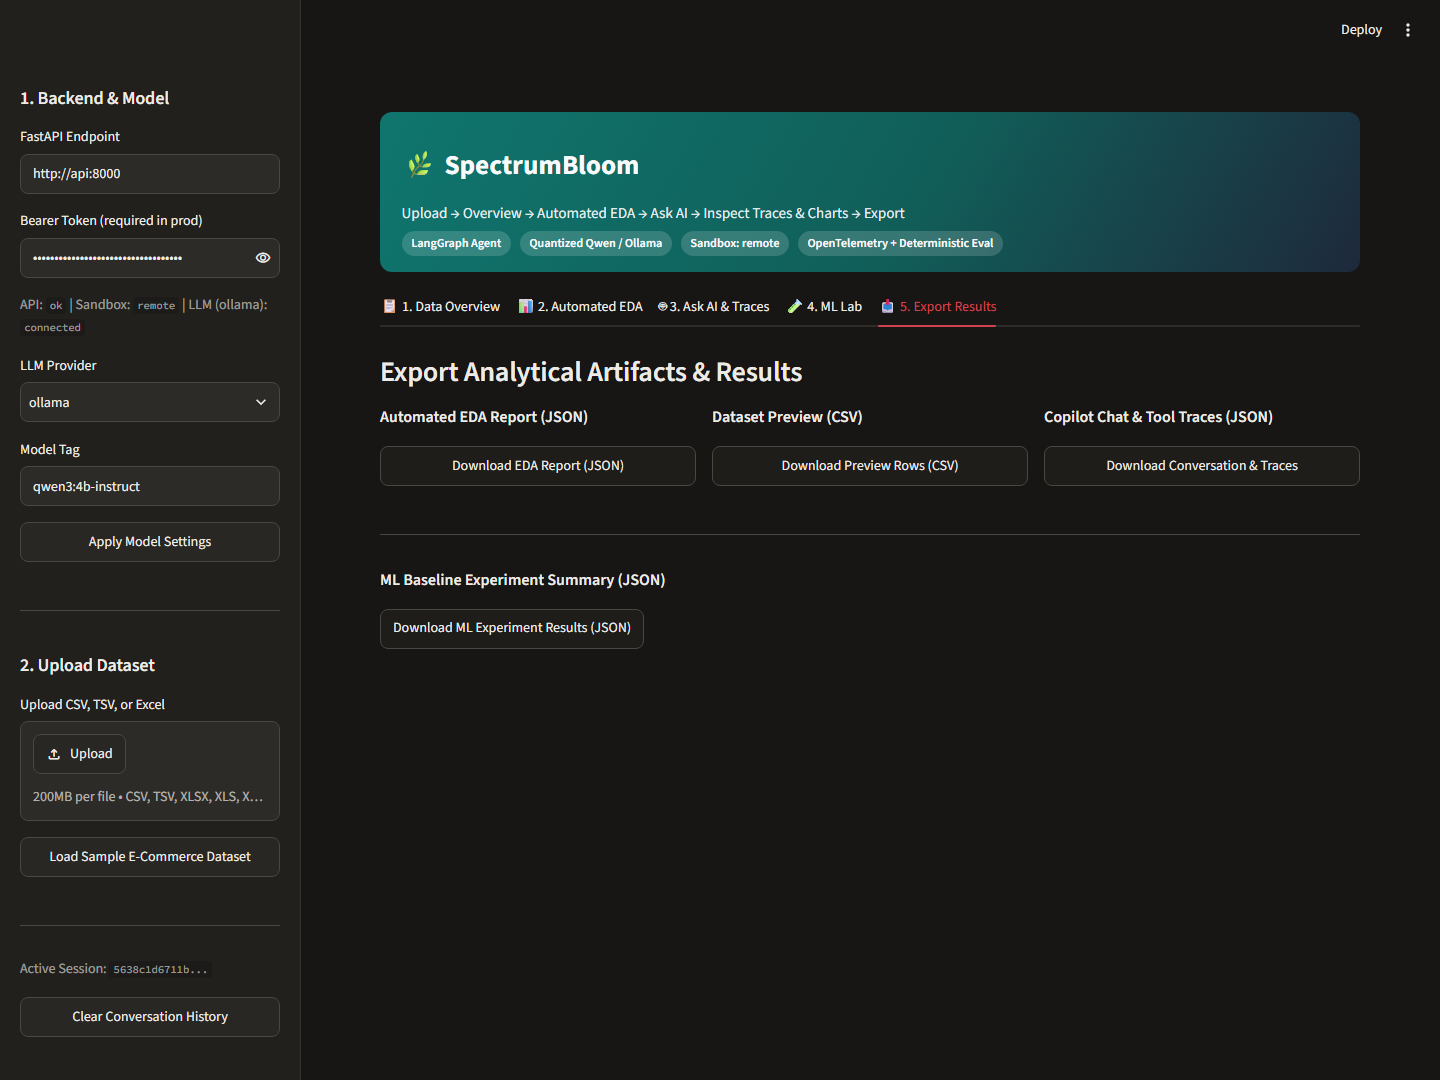 Deploy
1. Backend & Model
FastAPI Endpoint
http://api:8000
Bearer Token (required in prod)
•••••••••••••••••••••••••••••••••••
API: ok | Sandbox: remote | LLM (ollama):
connected
LLM Provider
ollama
Model Tag
qwen3:4b-instruct
Apply Model Settings
2. Upload Dataset
Upload CSV, TSV, or Excel
Upload
200MB per file • CSV, TSV, XLSX, XLS, X...
Load Sample E-Commerce Dataset
Active Session: 5638c1d6711b...
Clear Conversation History
SpectrumBloom
Upload → Overview → Automated EDA → Ask AI → Inspect Traces & Charts → Export
LangGraph Agent Quantized Qwen / Ollama Sandbox: remote OpenTelemetry + Deterministic Eval
1. Data Overview 2. Automated EDA 3. Ask AI & Traces 4. ML Lab 5. Export Results
Export Analytical Artifacts & Results
Automated EDA Report (JSON) Dataset Preview (CSV) Copilot Chat & Tool Traces (JSON)
Download EDA Report (JSON) Download Preview Rows (CSV) Download Conversation & Traces
ML Baseline Experiment Summary (JSON)
Download ML Experiment Results (JSON)